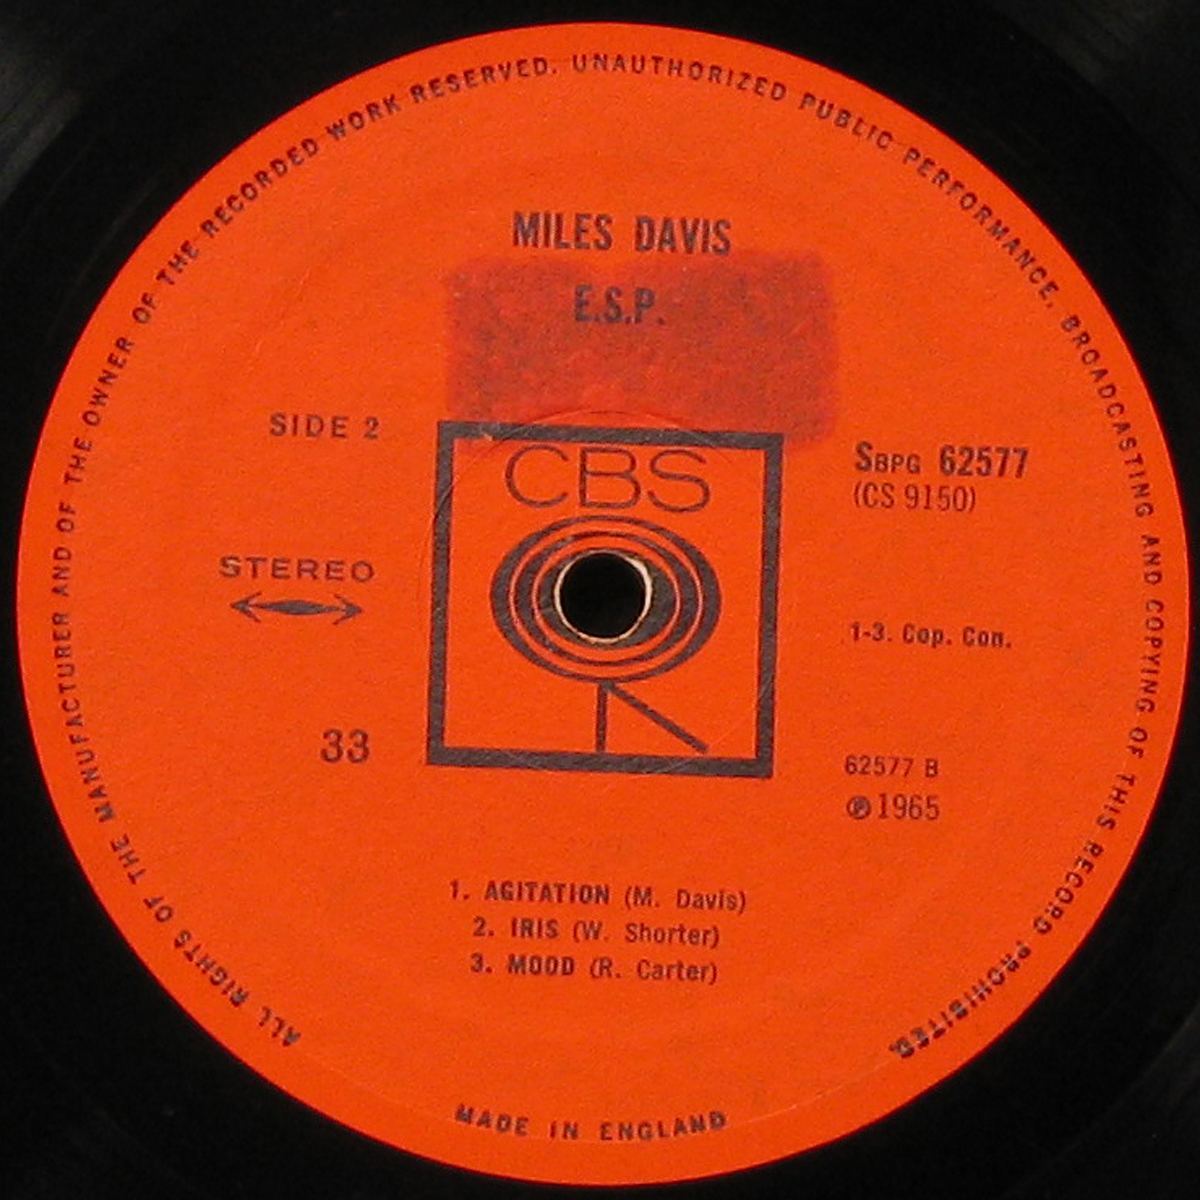 ALL RIGHTS OF THE MANUFACTURER AND OF THE OWNER OF THE RECORDED WORK RESERVED. UNAUTHORIZED PUBLIC PERFORMANCE, BROADCASTING AND COPYING OF THIS RECORD PROHIBITED.
MILES DAVIS
E.S.P.
SIDE 2
CBS
SBPG 62577
(CS 9150)
STEREO
1-3. Cop. Con.
33
62577 B
℗ 1965
1. AGITATION (M. Davis)
2. IRIS (W. Shorter)
3. MOOD (R. Carter)
MADE IN ENGLAND